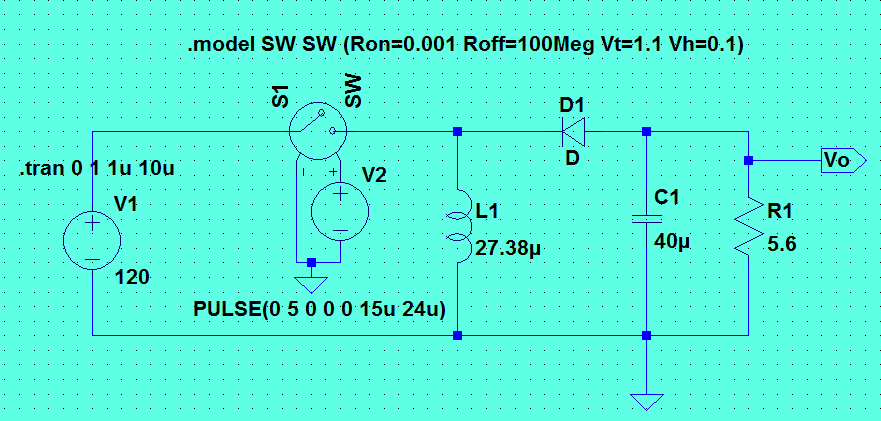 .model SW SW (Ron=0.001 Roff=100Meg Vt=1.1 Vh=0.1)
S1
SW
D1
D
Vo
.tran 0 1 1u 10u
V2
+
V1
+
120
L1
27.38µ
C1
40µ
R1
5.6
PULSE(0 5 0 0 0 15u 24u)